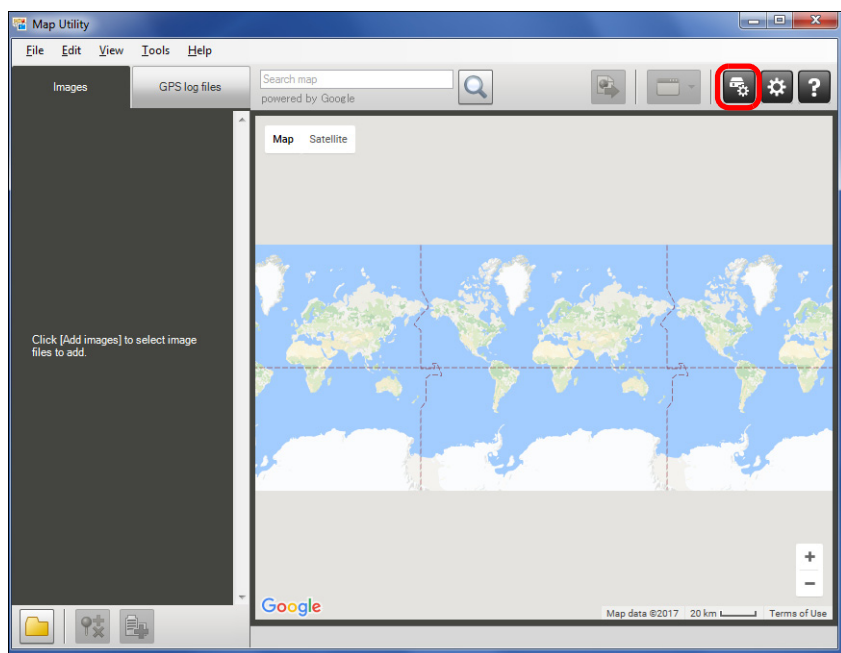 Map Utility
File Edit View Tools Help
Images
GPS log files
Search map
powered by Google
?
Map Satellite
Click [Add images] to select image
files to add.
+
−
Google
Map data ©2017 20 km Terms of Use